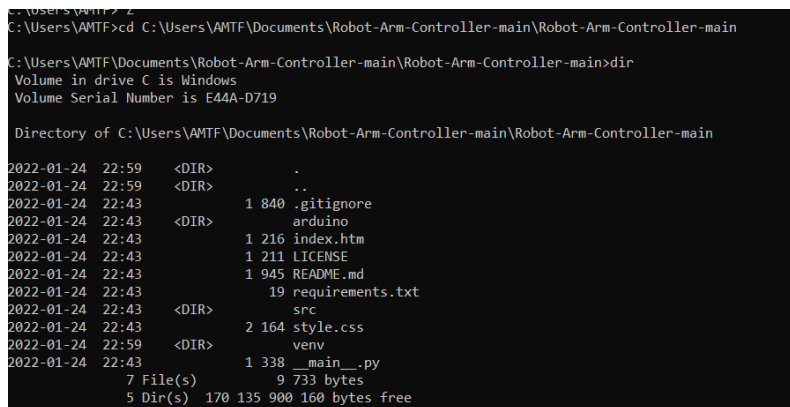 C:\Users\AMTF>cd C:\Users\AMTF\Documents\Robot-Arm-Controller-main\Robot-Arm-Controller-main
C:\Users\AMTF\Documents\Robot-Arm-Controller-main\Robot-Arm-Controller-main>dir
Volume in drive C is Windows
Volume Serial Number is E44A-D719
Directory of C:\Users\AMTF\Documents\Robot-Arm-Controller-main\Robot-Arm-Controller-main
2022-01-24 22:59 <DIR> .
2022-01-24 22:59 <DIR> ..
2022-01-24 22:43 1 840 .gitignore
2022-01-24 22:43 <DIR> arduino
2022-01-24 22:43 1 216 index.htm
2022-01-24 22:43 1 211 LICENSE
2022-01-24 22:43 1 945 README.md
2022-01-24 22:43 19 requirements.txt
2022-01-24 22:43 <DIR> src
2022-01-24 22:43 2 164 style.css
2022-01-24 22:59 <DIR> venv
2022-01-24 22:43 1 338 __main__.py
7 File(s) 9 733 bytes
5 Dir(s) 170 135 900 160 bytes free